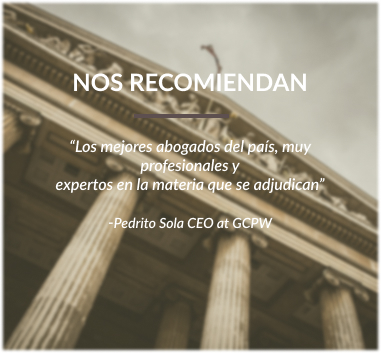 NOS RECOMIENDAN
“Los mejores abogados del país, muy
profesionales y
expertos en la materia que se adjudican”
-Pedrito Sola CEO at GCPW